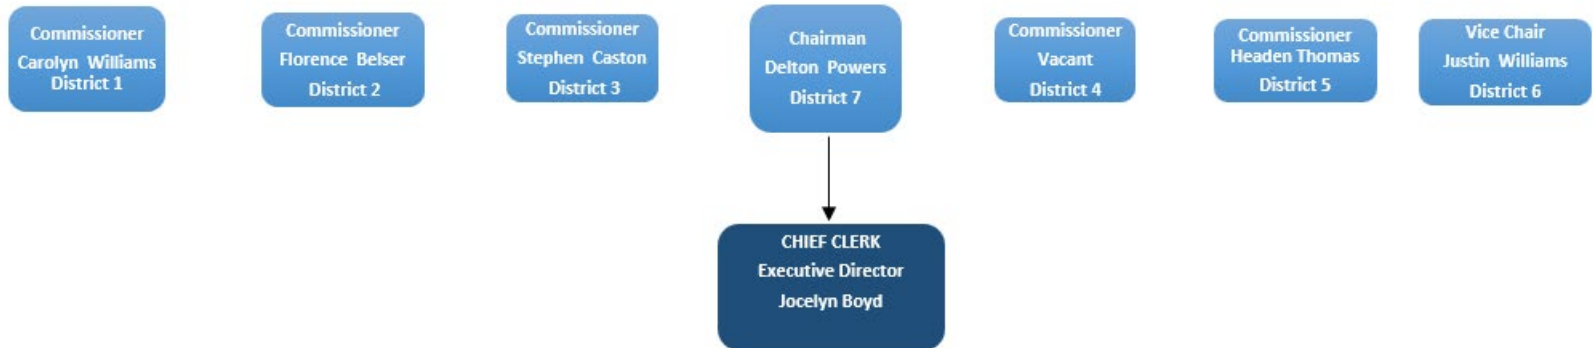 Commissioner
Carolyn Williams
District 1
Commissioner
Florence Belser
District 2
Commissioner
Stephen Caston
District 3
Chairman
Delton Powers
District 7
Commissioner
Vacant
District 4
Commissioner
Headen Thomas
District 5
Vice Chair
Justin Williams
District 6
CHIEF CLERK
Executive Director
Jocelyn Boyd